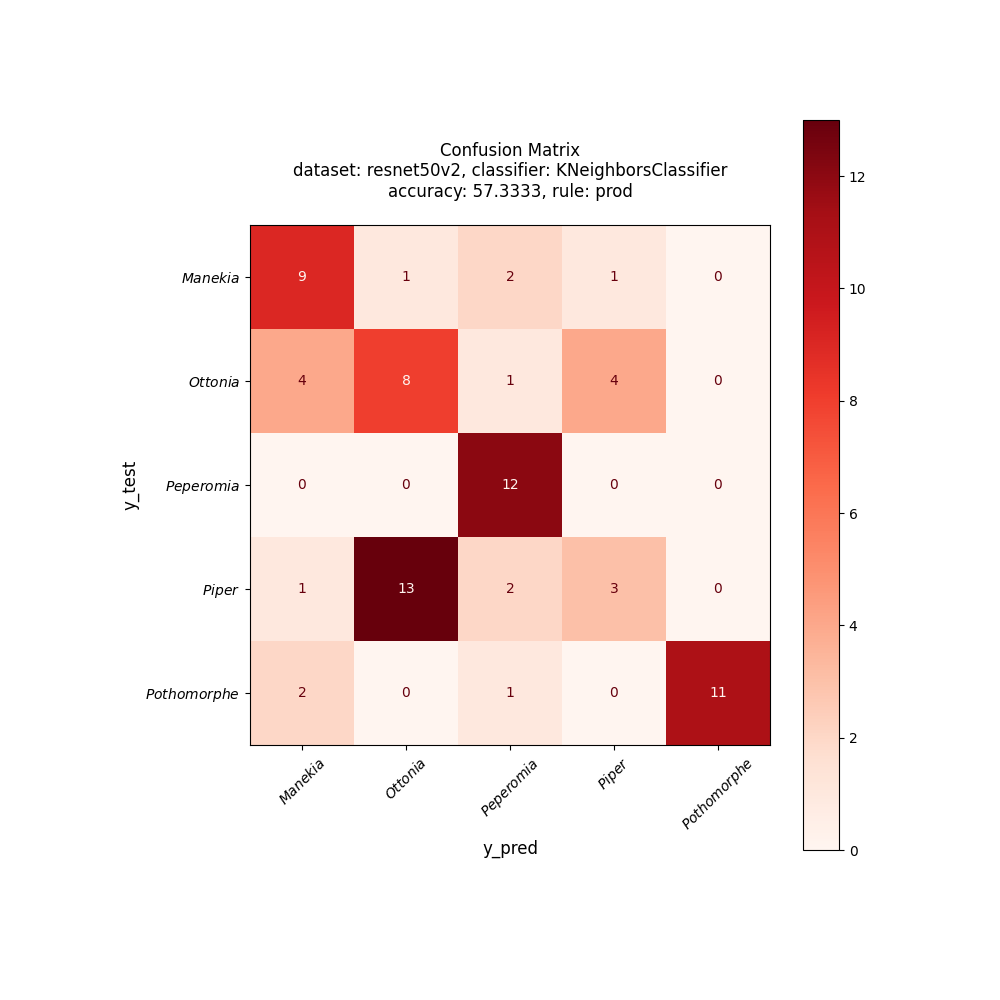 Confusion Matrix
dataset: resnet50v2, classifier: KNeighborsClassifier
accuracy: 57.3333, rule: prod
Manekia 9 1 2 1 0
Ottonia 4 8 1 4 0
Peperomia 0 0 12 0 0
Piper 1 13 2 3 0
Pothomorphe 2 0 1 0 11
y_test
Manekia Ottonia Peperomia Piper Pothomorphe
y_pred
12
10
8
6
4
2
0